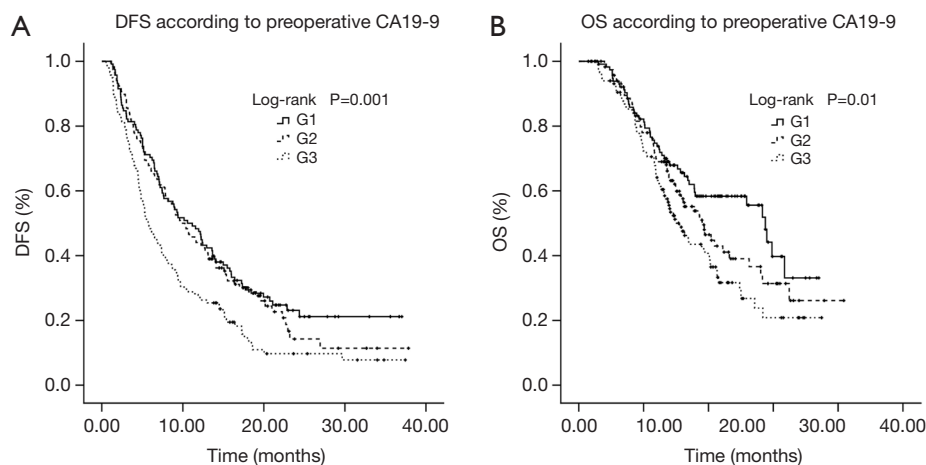 A
DFS according to preoperative CA19-9
1.0
0.8
0.6
0.4
0.2
0.0
DFS (%)
Log-rank P=0.001
G1
G2
G3
0.00 10.00 20.00 30.00 40.00
Time (months)
B
OS according to preoperative CA19-9
1.0
0.8
0.6
0.4
0.2
0.0
OS (%)
Log-rank P=0.01
G1
G2
G3
0.00 10.00 20.00 30.00 40.00
Time (months)